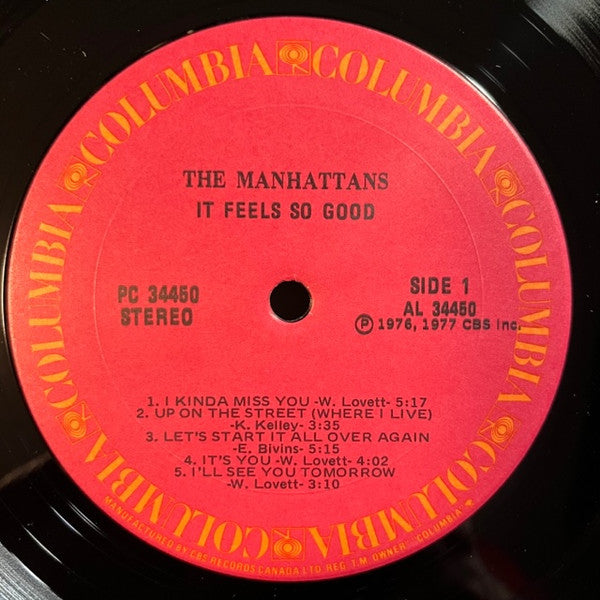 COLUMBIA COLUMBIA COLUMBIA COLUMBIA COLUMBIA COLUMBIA
THE MANHATTANS
IT FEELS SO GOOD
PC 34450
STEREO
SIDE 1
AL 34450
Ⓟ 1976, 1977 CBS Inc.
1. I KINDA MISS YOU -W. Lovett- 5:17
2. UP ON THE STREET (WHERE I LIVE)
-K. Kelley- 3:35
3. LET'S START IT ALL OVER AGAIN
-E. Bivins- 5:15
4. IT'S YOU -W. Lovett- 4:02
5. I'LL SEE YOU TOMORROW
-W. Lovett- 3:10
MANUFACTURED BY CBS RECORDS CANADA LTD. REG. T.M. OWNER "COLUMBIA"